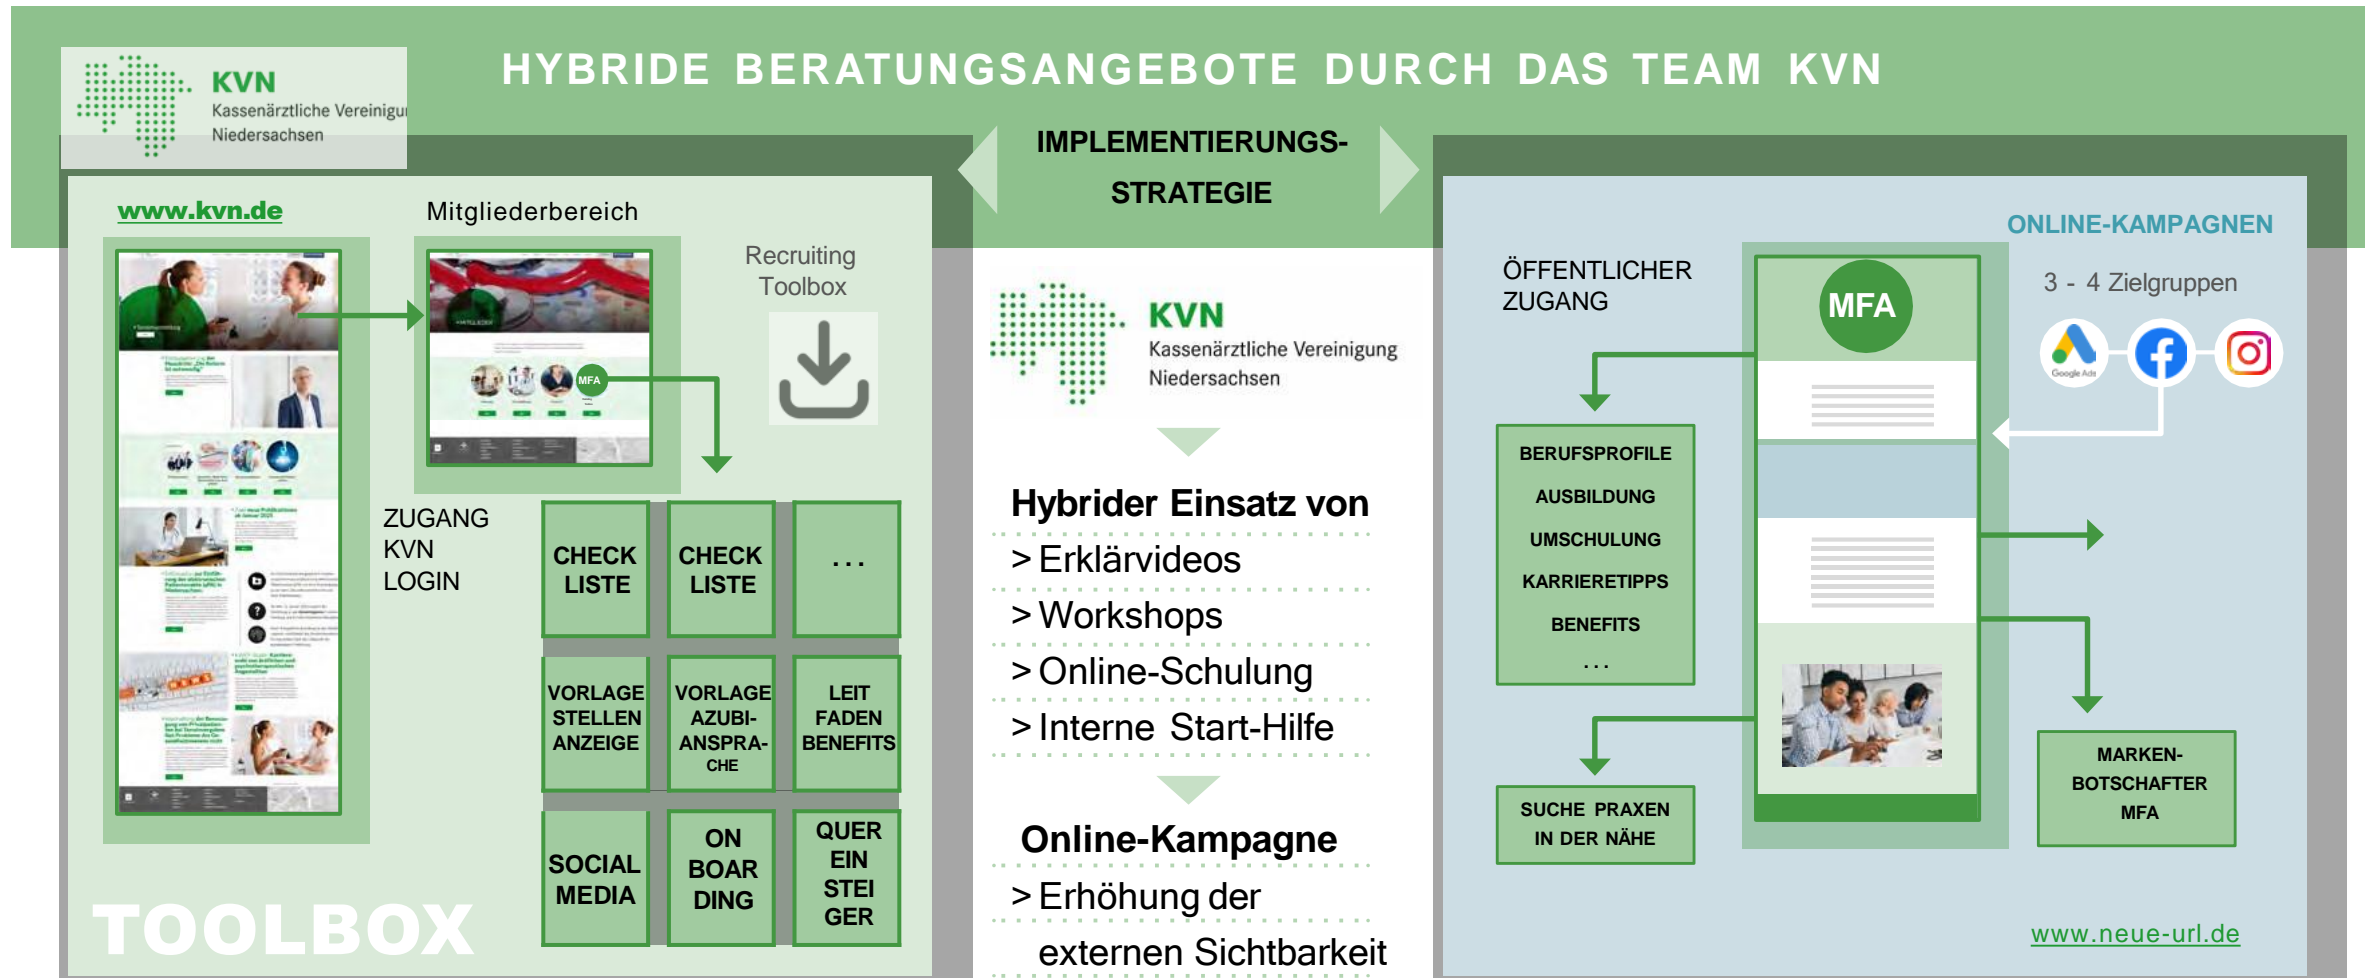 HYBRIDE BERATUNGSANGEBOTE DURCH DAS TEAM KVN
KVN
Kassenärztliche Vereinigu
Niedersachsen
IMPLEMENTIERUNGS-
STRATEGIE
www.kvn.de
Mitgliederbereich
Recruiting
Toolbox
MFA
ZUGANG
KVN
LOGIN
CHECK
LISTE
CHECK
LISTE
...
VORLAGE
STELLEN
ANZEIGE
VORLAGE
AZUBI-
ANSPRA-
CHE
LEIT
FADEN
BENEFITS
SOCIAL
MEDIA
ON
BOAR
DING
QUER
EIN
STEI
GER
TOOLBOX
KVN
Kassenärztliche Vereinigung
Niedersachsen
Hybrider Einsatz von
> Erklärvideos
> Workshops
> Online-Schulung
> Interne Start-Hilfe
Online-Kampagne
> Erhöhung der
externen Sichtbarkeit
ONLINE-KAMPAGNEN
ÖFFENTLICHER
ZUGANG
MFA
3 - 4 Zielgruppen
Google Ads
BERUFSPROFILE
AUSBILDUNG
UMSCHULUNG
KARRIERETIPPS
BENEFITS
...
SUCHE PRAXEN
IN DER NÄHE
MARKEN-
BOTSCHAFTER
MFA
www.neue-url.de